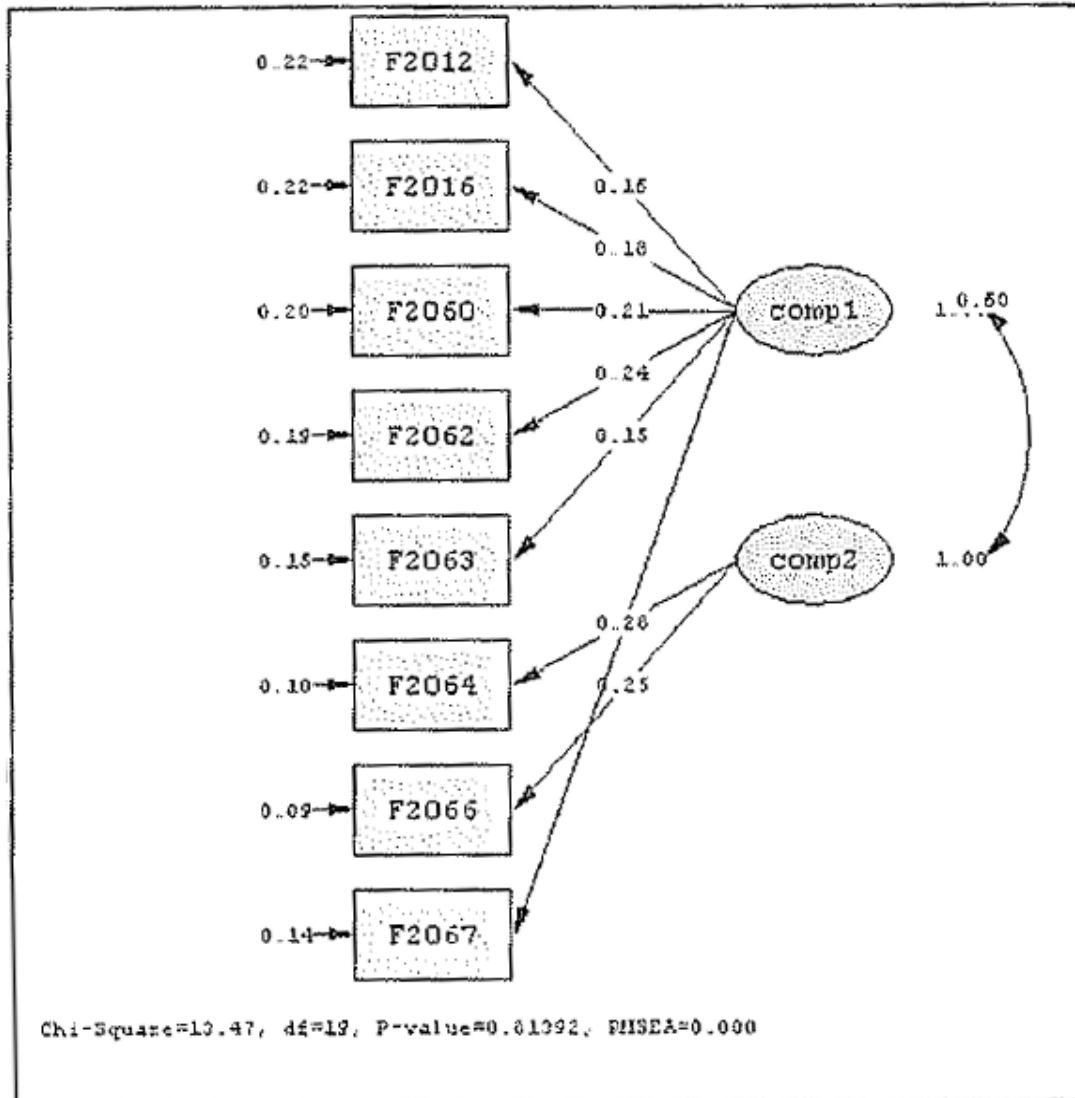 0.22 F2012
0.16
0.22 F2016
0.18
0.20 F2060 0.21 comp1
0.24
0.19 F2062 0.15
0.15 F2063 comp2 1.00
0.28
0.10 F2064 0.25
0.09 F2066
0.14 F2067
Chi-Square=13.47, df=19, P-value=0.81392, RMSEA=0.000